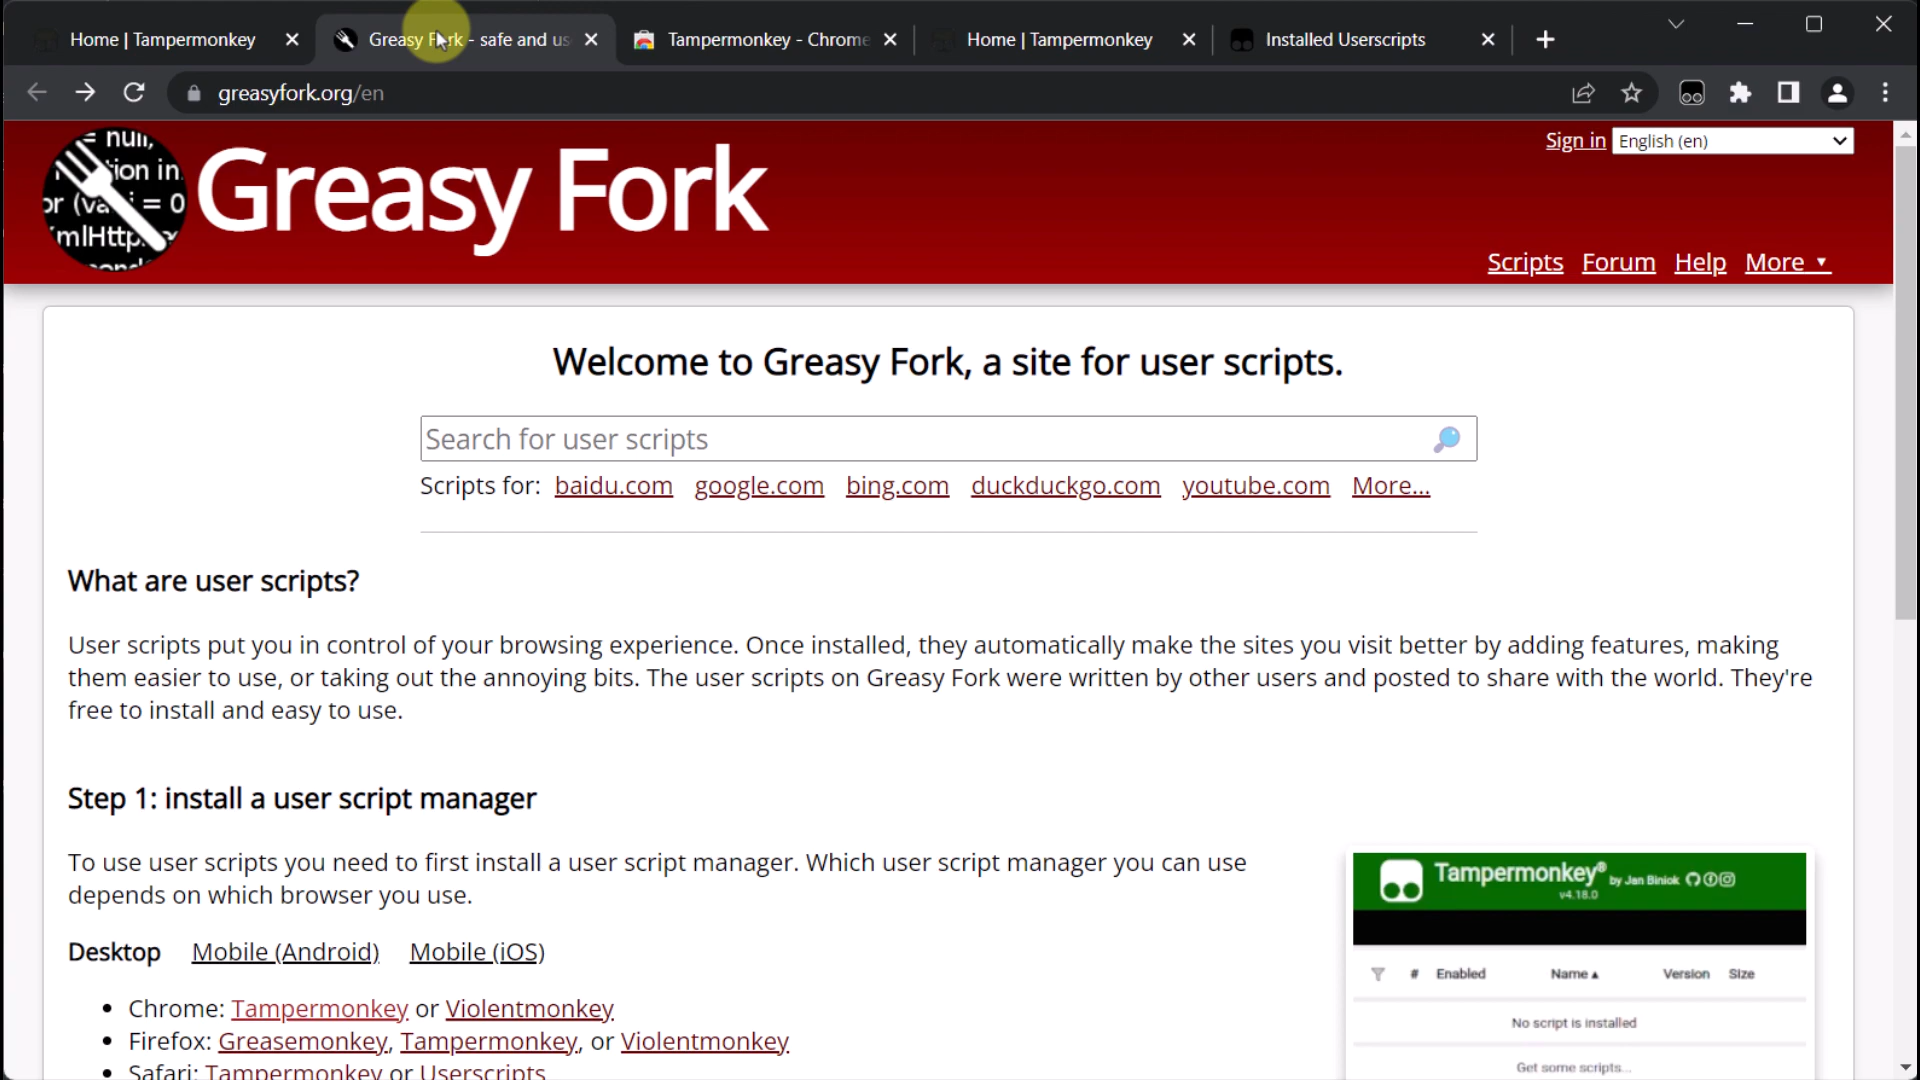 Home | Tampermonkey
Greasy Fork - safe and us
Tampermonkey - Chrome
Home | Tampermonkey
Installed Userscripts
greasyfork.org/en
Sign in
English (en)
Greasy Fork
Scripts Forum Help More ▼
Welcome to Greasy Fork, a site for user scripts.
Search for user scripts
Scripts for: baidu.com google.com bing.com duckduckgo.com youtube.com More...
What are user scripts?
User scripts put you in control of your browsing experience. Once installed, they automatically make the sites you visit better by adding features, making
them easier to use, or taking out the annoying bits. The user scripts on Greasy Fork were written by other users and posted to share with the world. They're
free to install and easy to use.
Step 1: install a user script manager
To use user scripts you need to first install a user script manager. Which user script manager you can use
depends on which browser you use.
Desktop Mobile (Android) Mobile (iOS)
• Chrome: Tampermonkey or Violentmonkey
• Firefox: Greasemonkey, Tampermonkey, or Violentmonkey
• Safari: Tampermonkey or Userscripts
Tampermonkey® by Jan Biniok
v4.18.0
# Enabled Name ▲ Version Size
No script is installed
Get some scripts...